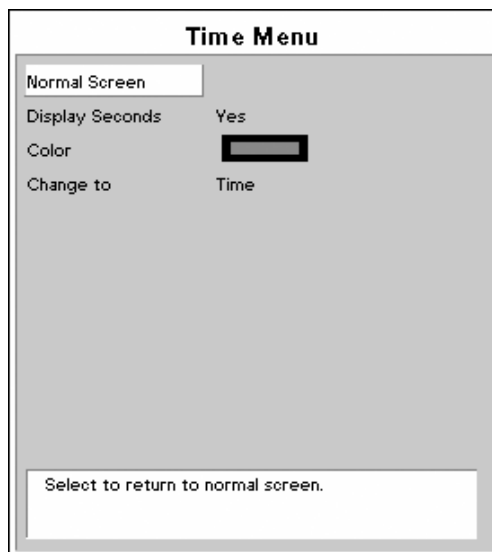 Time Menu
Normal Screen
Display Seconds Yes
Color
Change to Time
Select to return to normal screen.